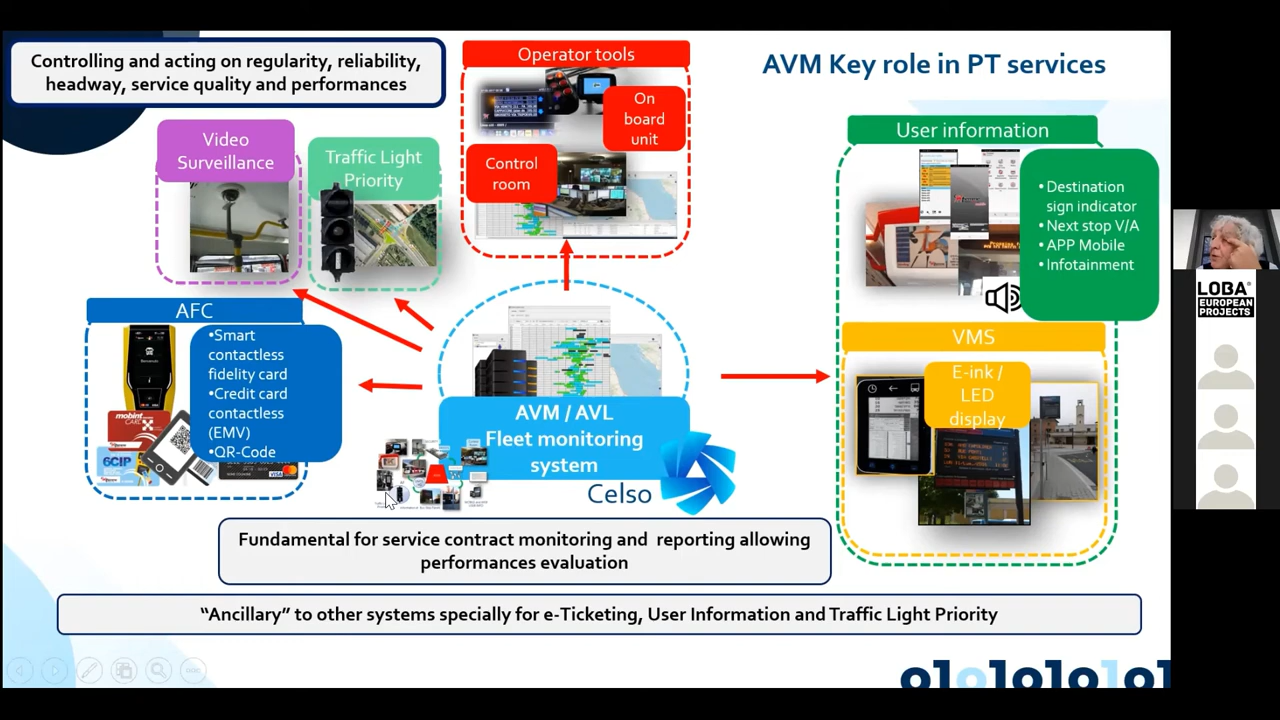 Controlling and acting on regularity, reliability,
headway, service quality and performances
Operator tools
On
board
unit
Control
room
AVM Key role in PT services
Video
Surveillance
Traffic Light
Priority
User information
•Destination
sign indicator
•Next stop V/A
•APP Mobile
•Infotainment
AFC
•Smart
contactless
fidelity card
•Credit card
contactless
(EMV)
•QR-Code
mobint
CARD
6CIP
VISA
VMS
E-ink /
LED
display
AVM / AVL
Fleet monitoring
system
Celso
Fundamental for service contract monitoring and reporting allowing
performances evaluation
“Ancillary” to other systems specially for e-Ticketing, User Information and Traffic Light Priority
LOBA®
EUROPEAN
PROJECTS